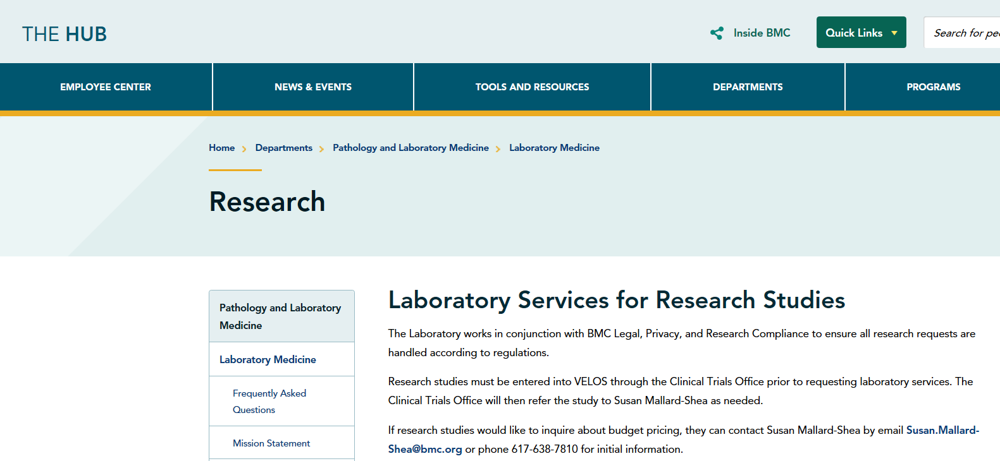 THE HUB
Inside BMC
Quick Links
Search for
EMPLOYEE CENTER
NEWS & EVENTS
TOOLS AND RESOURCES
DEPARTMENTS
PROGRAMS
Home
Departments
Pathology and Laboratory Medicine
Laboratory Medicine
Research
Pathology and Laboratory
Medicine
Laboratory Medicine
Frequently Asked
Questions
Mission Statement
Laboratory Services for Research Studies
The Laboratory works in conjunction with BMC Legal, Privacy, and Research Compliance to ensure all research requests are
handled according to regulations.
Research studies must be entered into VELOS through the Clinical Trials Office prior to requesting laboratory services. The
Clinical Trials Office will then refer the study to Susan Mallard-Shea as needed.
If research studies would like to inquire about budget pricing, they can contact Susan Mallard-Shea by email Susan.Mallard-
Shea@bmc.org or phone 617-638-7810 for initial information.